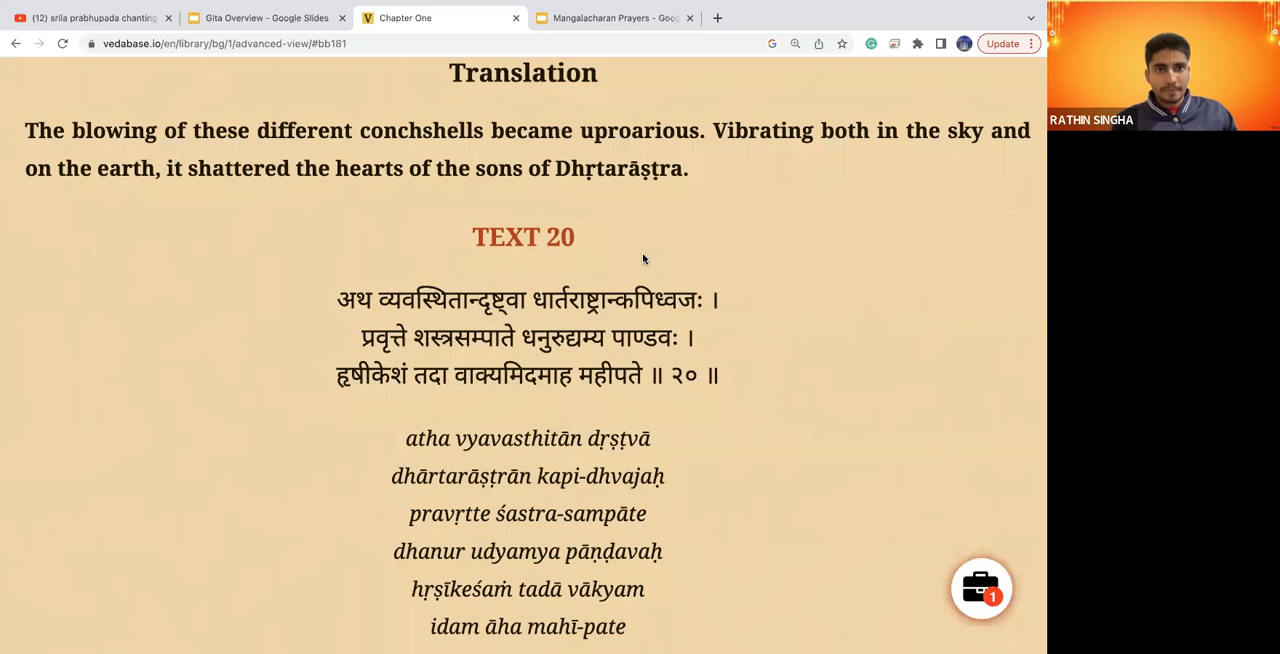 (12) srila prabhupada chanting
Gita Overview - Google Slides
Chapter One
Mangalacharan Prayers - Goo
vedabase.io/en/library/bg/1/advanced-view/#bb181
Update
RATHIN SINGHA
Translation
The blowing of these different conchshells became uproarious. Vibrating both in the sky and
on the earth, it shattered the hearts of the sons of Dhṛtarāṣṭra.
TEXT 20
अथ व्यवस्थितान्दृष्ट्वा धार्तराष्ट्रान्कपिध्वजः ।
प्रवृत्ते शस्त्रसम्पाते धनुरुद्यम्य पाण्डवः ।
हृषीकेशं तदा वाक्यमिदमाह महीपते ॥ २० ॥
atha vyavasthitān dṛṣṭvā
dhārtarāṣṭrān kapi-dhvajaḥ
pravṛtte śastra-sampāte
dhanur udyamya pāṇḍavaḥ
hṛṣīkeśaṁ tadā vākyam
idam āha mahī-pate
1